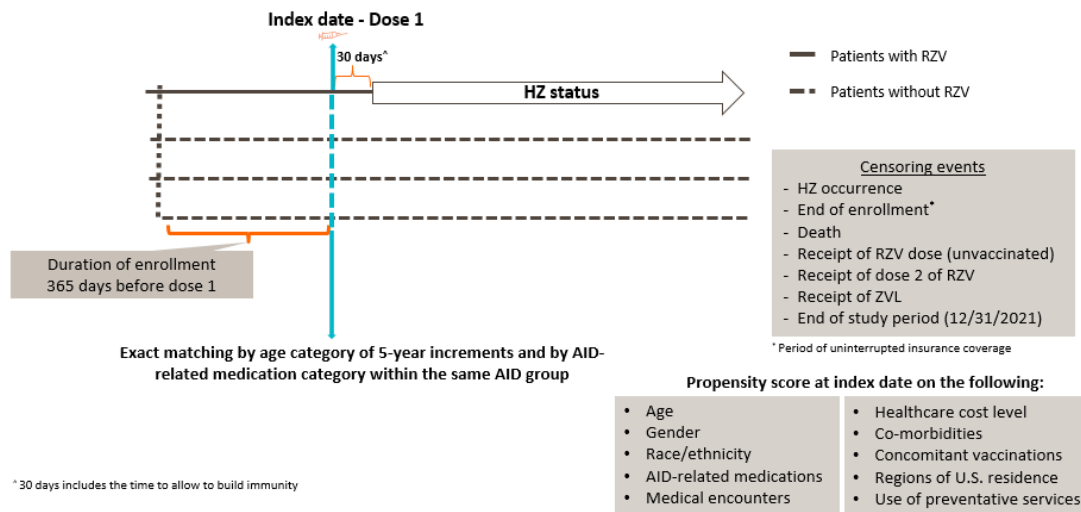 Index date - Dose 1
30 days^
HZ status
Patients with RZV
Patients without RZV
Censoring events
- HZ occurrence
- End of enrollment*
- Death
- Receipt of RZV dose (unvaccinated)
- Receipt of dose 2 of RZV
- Receipt of ZVL
- End of study period (12/31/2021)
* Period of uninterrupted insurance coverage
Duration of enrollment
365 days before dose 1
Exact matching by age category of 5-year increments and by AID-
related medication category within the same AID group
Propensity score at index date on the following:
• Age
• Gender
• Race/ethnicity
• AID-related medications
• Medical encounters
• Healthcare cost level
• Co-morbidities
• Concomitant vaccinations
• Regions of U.S. residence
• Use of preventative services
^ 30 days includes the time to allow to build immunity